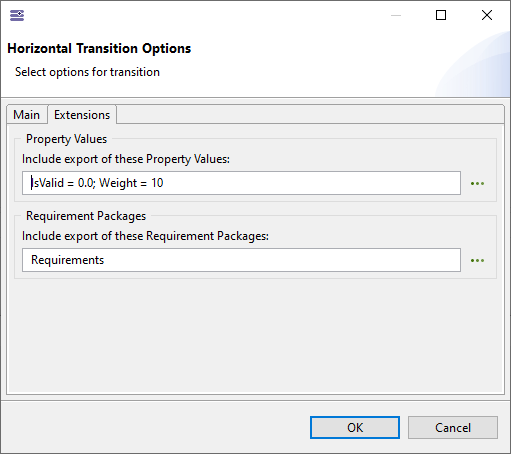 Horizontal Transition Options
Select options for transition
Main Extensions
Property Values
Include export of these Property Values:
IsValid = 0.0; Weight = 10
Requirement Packages
Include export of these Requirement Packages:
Requirements
OK Cancel